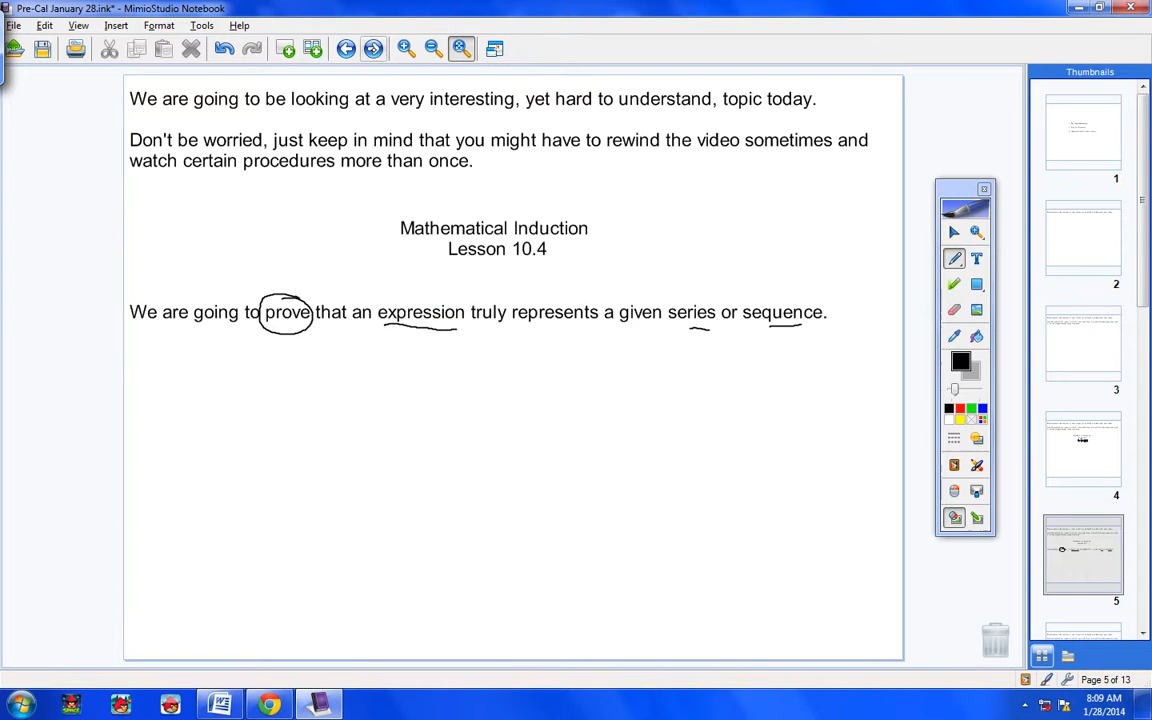 Pre-Cal January 28.ink* - MimioStudio Notebook
File Edit View Insert Format Tools Help
We are going to be looking at a very interesting, yet hard to understand, topic today.
Don't be worried, just keep in mind that you might have to rewind the video sometimes and
watch certain procedures more than once.
Mathematical Induction
Lesson 10.4
We are going to prove that an expression truly represents a given series or sequence.
Thumbnails
1
2
3
4
5
Page 5 of 13
8:09 AM
1/28/2014